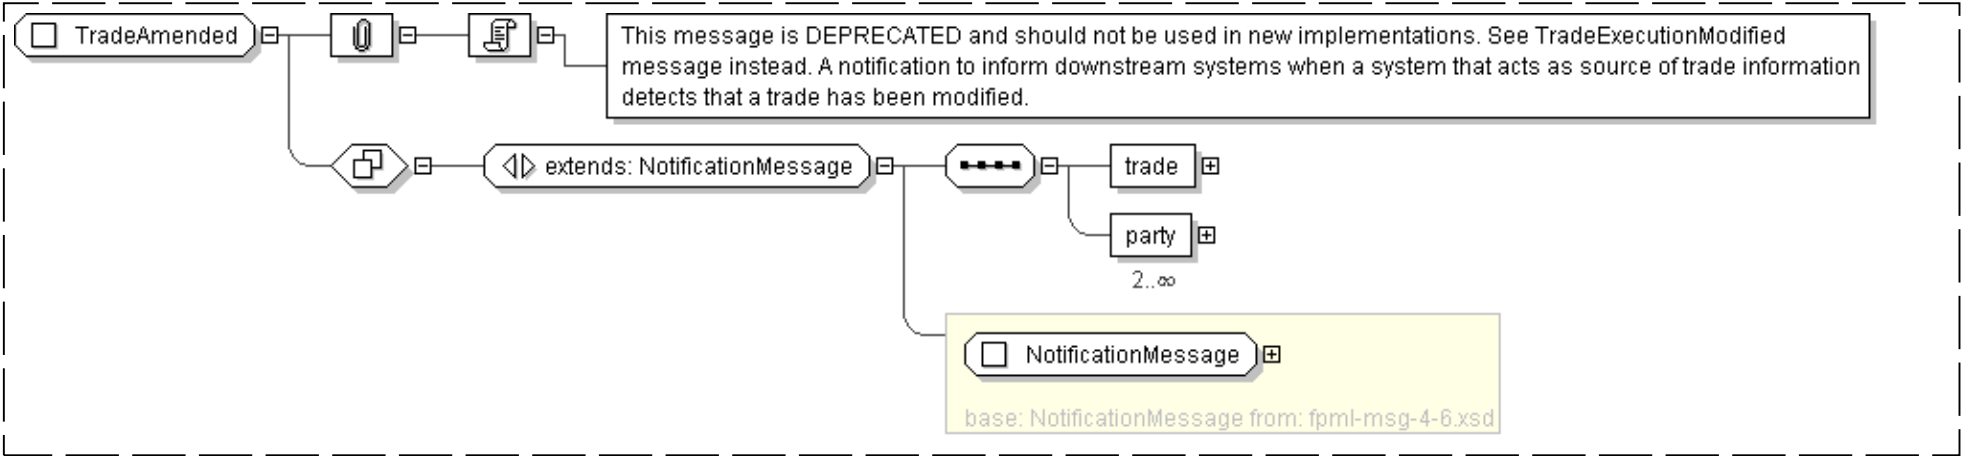 TradeAmended
This message is DEPRECATED and should not be used in new implementations. See TradeExecutionModified
message instead. A notification to inform downstream systems when a system that acts as source of trade information
detects that a trade has been modified.
extends: NotificationMessage
trade
party
2..∞
NotificationMessage
base: NotificationMessage from: fpml-msg-4-6.xsd